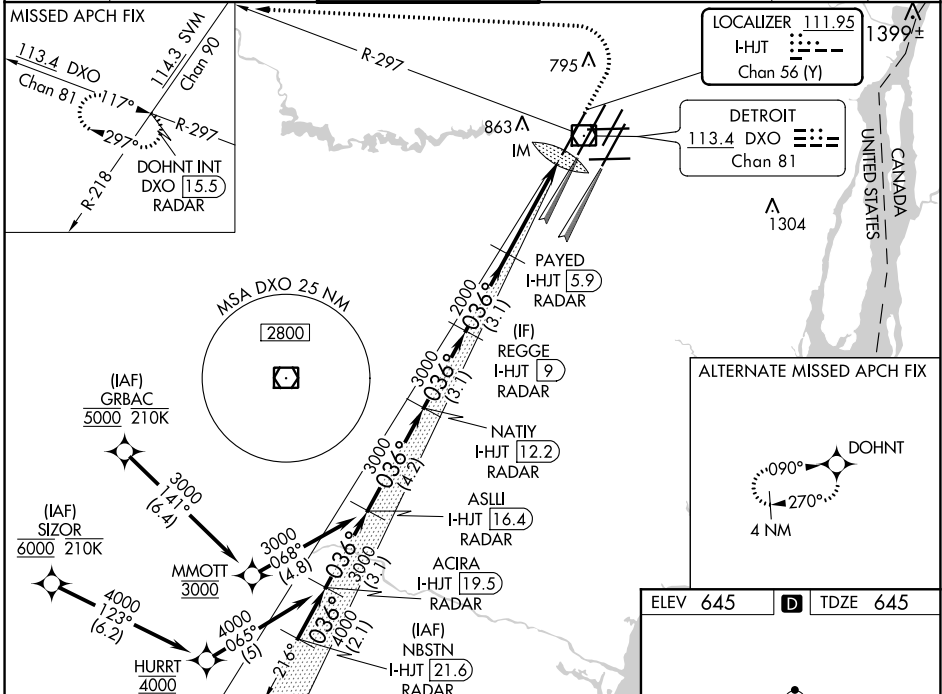 MISSED APCH FIX
113.4 DXO
Chan 81
114.3 SVM
Chan 90
117°
297°
R-297
R-218
DOHNT INT
DXO 15.5
RADAR
R-297
795
863
IM
LOCALIZER 111.95
I-HJT
Chan 56 (Y)
1399±
DETROIT
113.4 DXO
Chan 81
CANADA
UNITED STATES
1304
PAYED
I-HJT 5.9
RADAR
MSA DXO 25 NM
2800
2000
036°
(3.1)
(IF)
REGGE
I-HJT 9
RADAR
3000
036°
(3.1)
NATIY
I-HJT 12.2
RADAR
3000
036°
(4.2)
ASLLI
I-HJT 16.4
RADAR
036°
3000
(3.1)
ACIRA
I-HJT 19.5
RADAR
036°
4000
(2.1)
(IAF)
NBSTN
I-HJT 21.6
RADAR
216°
(IAF)
GRBAC
5000 210K
3000
141°
(6.4)
MMOTT
3000
3000
068°
(4.8)
(IAF)
SIZOR
6000 210K
4000
123°
(6.2)
HURRT
4000
4000
065°
(5)
ALTERNATE MISSED APCH FIX
DOHNT
090°
270°
4 NM
ELEV 645
D
TDZE 645